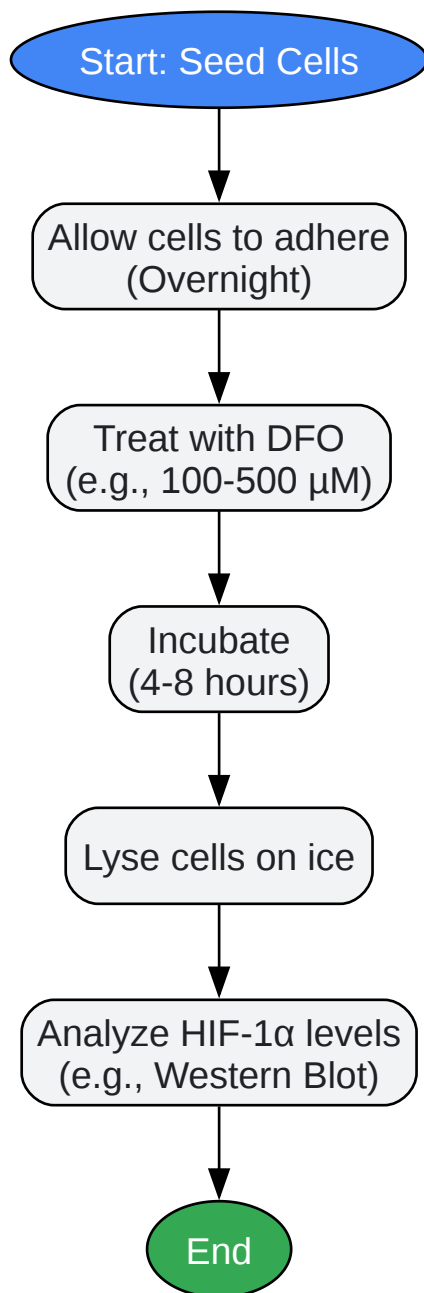 Start: Seed Cells
Allow cells to adhere
(Overnight)
Treat with DFO
(e.g., 100-500 µM)
Incubate
(4-8 hours)
Lyse cells on ice
Analyze HIF-1α levels
(e.g., Western Blot)
End